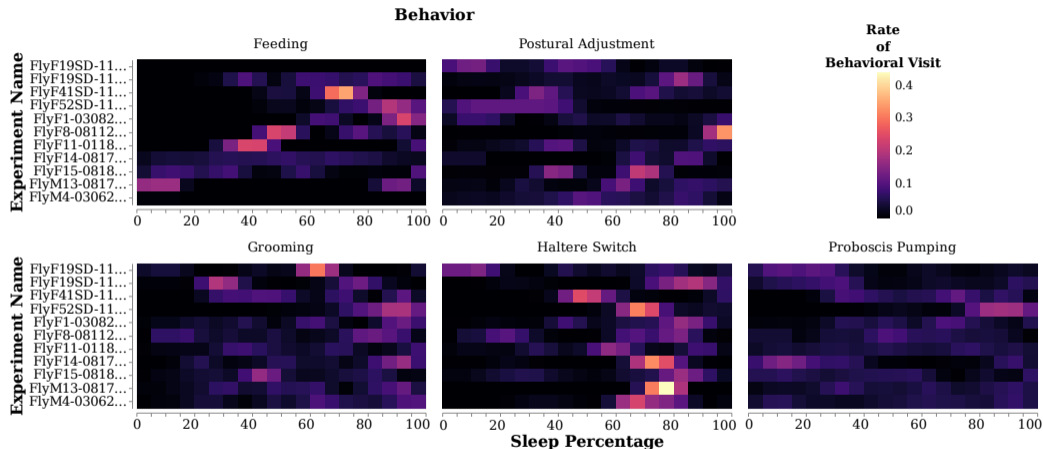 Behavior
Feeding
Postural Adjustment
Rate
of
Behavioral Visit
0.4
0.3
0.2
0.1
0.0
Experiment Name
FlyF19SD-11…
FlyF19SD-11…
FlyF41SD-11…
FlyF52SD-11…
FlyF1-03082…
FlyF8-08112…
FlyF11-0118…
FlyF14-0817…
FlyF15-0818…
FlyM13-0817…
FlyM4-03062…
0 20 40 60 80 100
0 20 40 60 80 100
Grooming
Haltere Switch
Proboscis Pumping
Experiment Name
FlyF19SD-11…
FlyF19SD-11…
FlyF41SD-11…
FlyF52SD-11…
FlyF1-03082…
FlyF8-08112…
FlyF11-0118…
FlyF14-0817…
FlyF15-0818…
FlyM13-0817…
FlyM4-03062…
0 20 40 60 80 100
0 20 40 60 80 100
0 20 40 60 80 100
Sleep Percentage